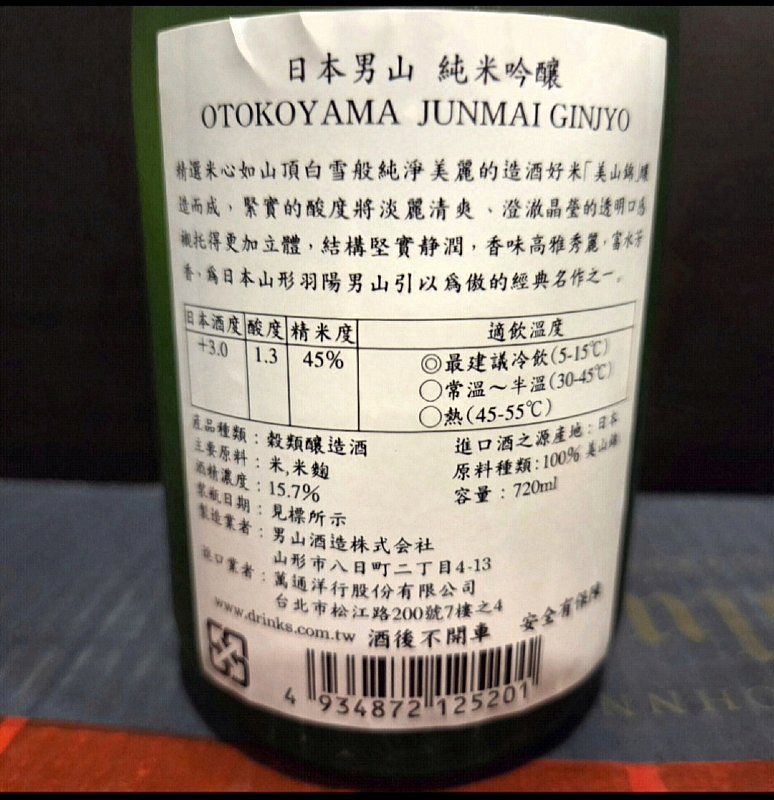 日本男山 純米吟釀
OTOKOYAMA JUNMAI GINJYO
精選米心如山頂白雪般純淨美麗的造酒好米「美山錦」釀
造而成，緊實的酸度將淡麗清爽、澄澈晶瑩的透明口感
襯托得更加立體，結構堅實靜潤，香味高雅秀麗，富水芳
香，為日本山形羽陽男山引以為傲的經典名作之一。
日本酒度 酸度 精米度 適飲溫度
+3.0 1.3 45% ◎最建議冷飲(5-15℃)
○常溫～半溫(30-45℃)
○熱(45-55℃)
產品種類：穀類釀造酒 進口酒之原產地：日本
主要原料：米,米麴 原料種類:100% 美山錦
酒精濃度：15.7% 容量：720ml
裝瓶日期：見標所示
製造業者：男山酒造株式会社
山形市八日町二丁目4-13
進口業者：萬通洋行股份有限公司
台北市松江路200號7樓之4
www.drinks.com.tw 酒後不開車 安全有保障
4 934872 125201